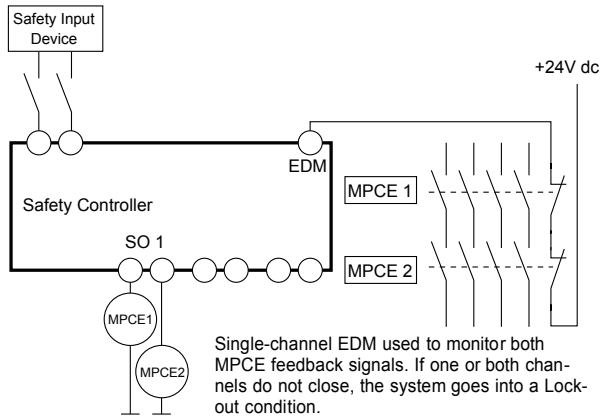 Safety Input
Device
+24V dc
EDM
MPCE 1
Safety Controller
SO 1
MPCE 2
MPCE1
MPCE2
Single-channel EDM used to monitor both
MPCE feedback signals. If one or both chan-
nels do not close, the system goes into a Lock-
out condition.